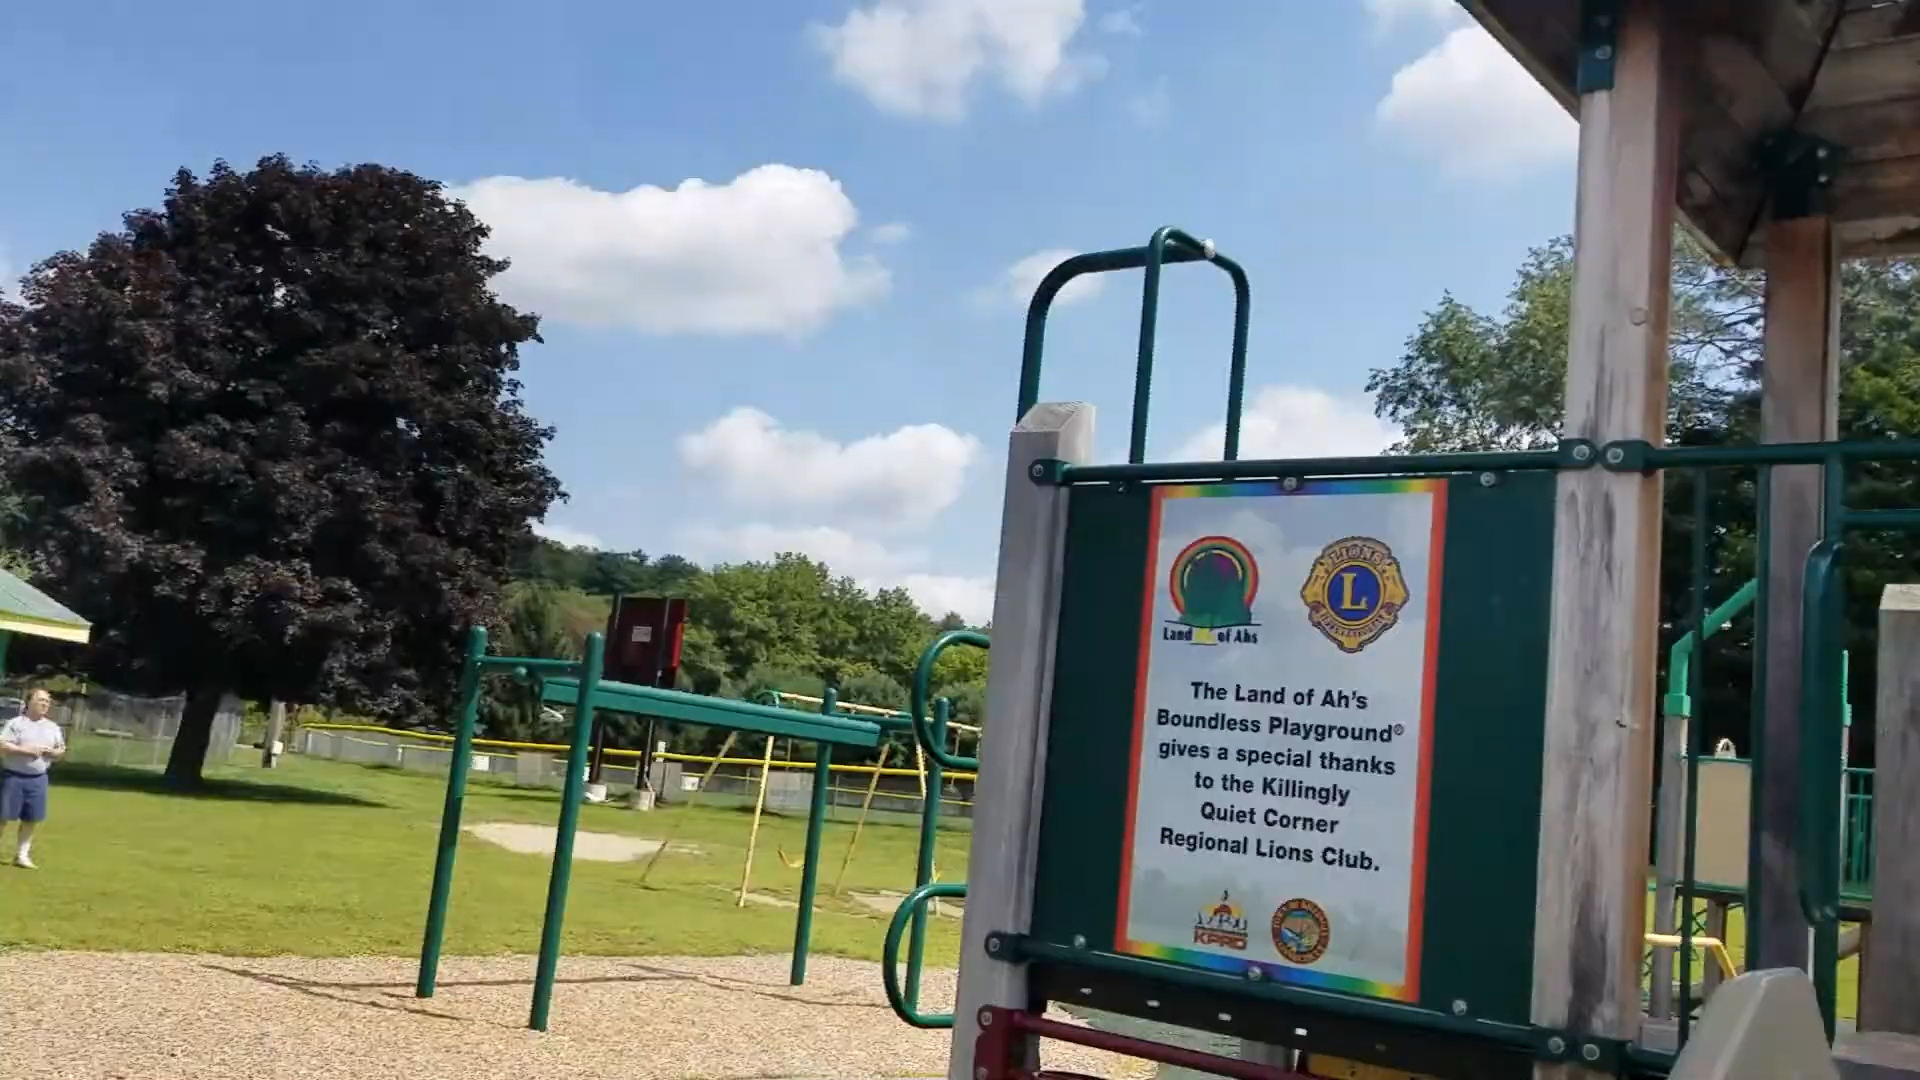 Land of Ahs
LIONS
L
The Land of Ah's
Boundless Playground®
gives a special thanks
to the Killingly
Quiet Corner
Regional Lions Club.
KPRD